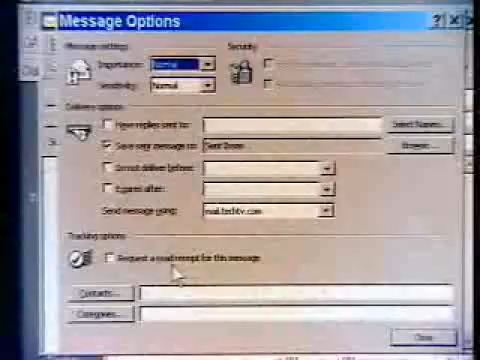 Message Options
Message settings
Security
Importance: Normal
Sensitivity: Normal
Delivery options
Have replies sent to:
Select Names...
Save sent message to: Sent Items
Browse...
Do not deliver before:
Expires after:
Send message using: mail.techtv.com
Tracking options
Request a read receipt for this message
Contacts...
Categories...
Close